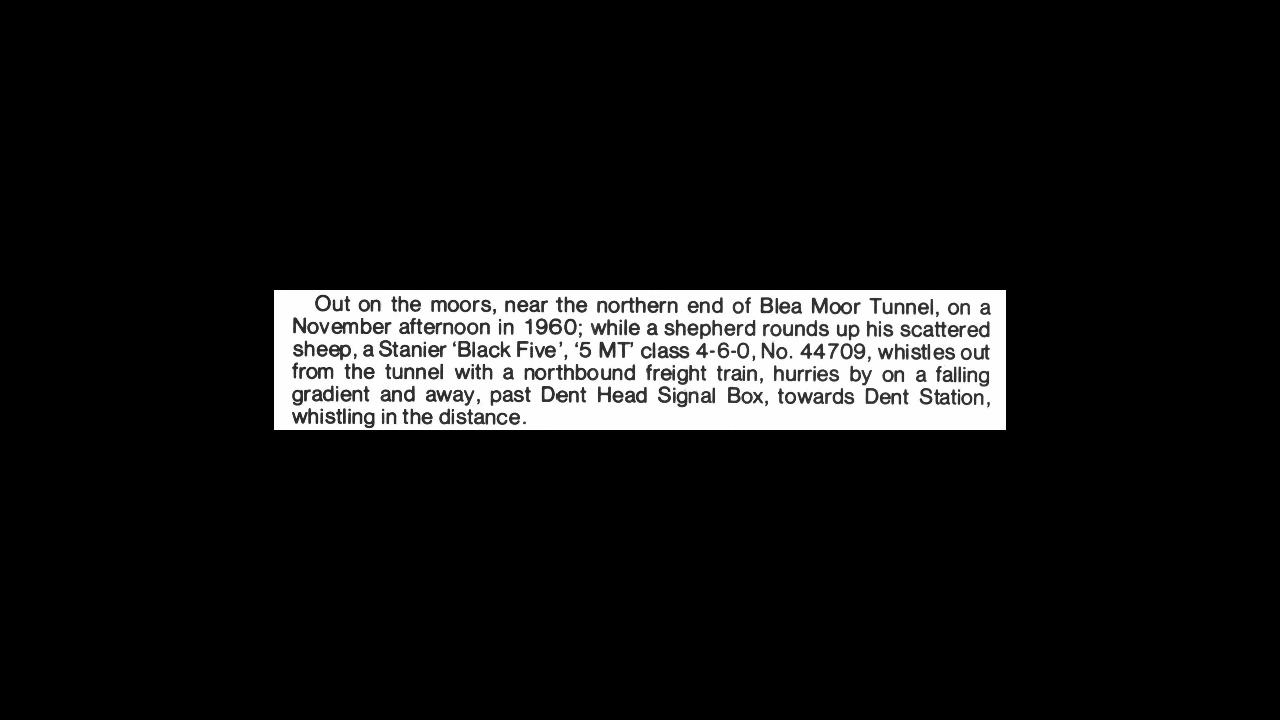 Out on the moors, near the northern end of Blea Moor Tunnel, on a
November afternoon in 1960; while a shepherd rounds up his scattered
sheep, a Stanier ‘Black Five’, ‘5 MT’ class 4-6-0, No. 44709, whistles out
from the tunnel with a northbound freight train, hurries by on a falling
gradient and away, past Dent Head Signal Box, towards Dent Station,
whistling in the distance.